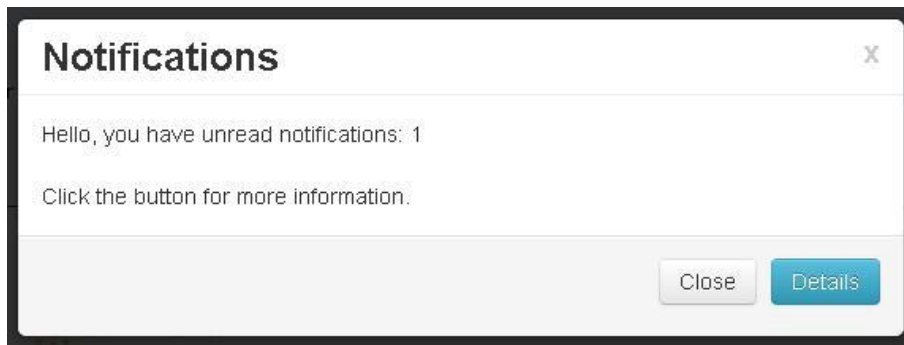 Notifications
x
Hello, you have unread notifications: 1
Click the button for more information.
Close Details